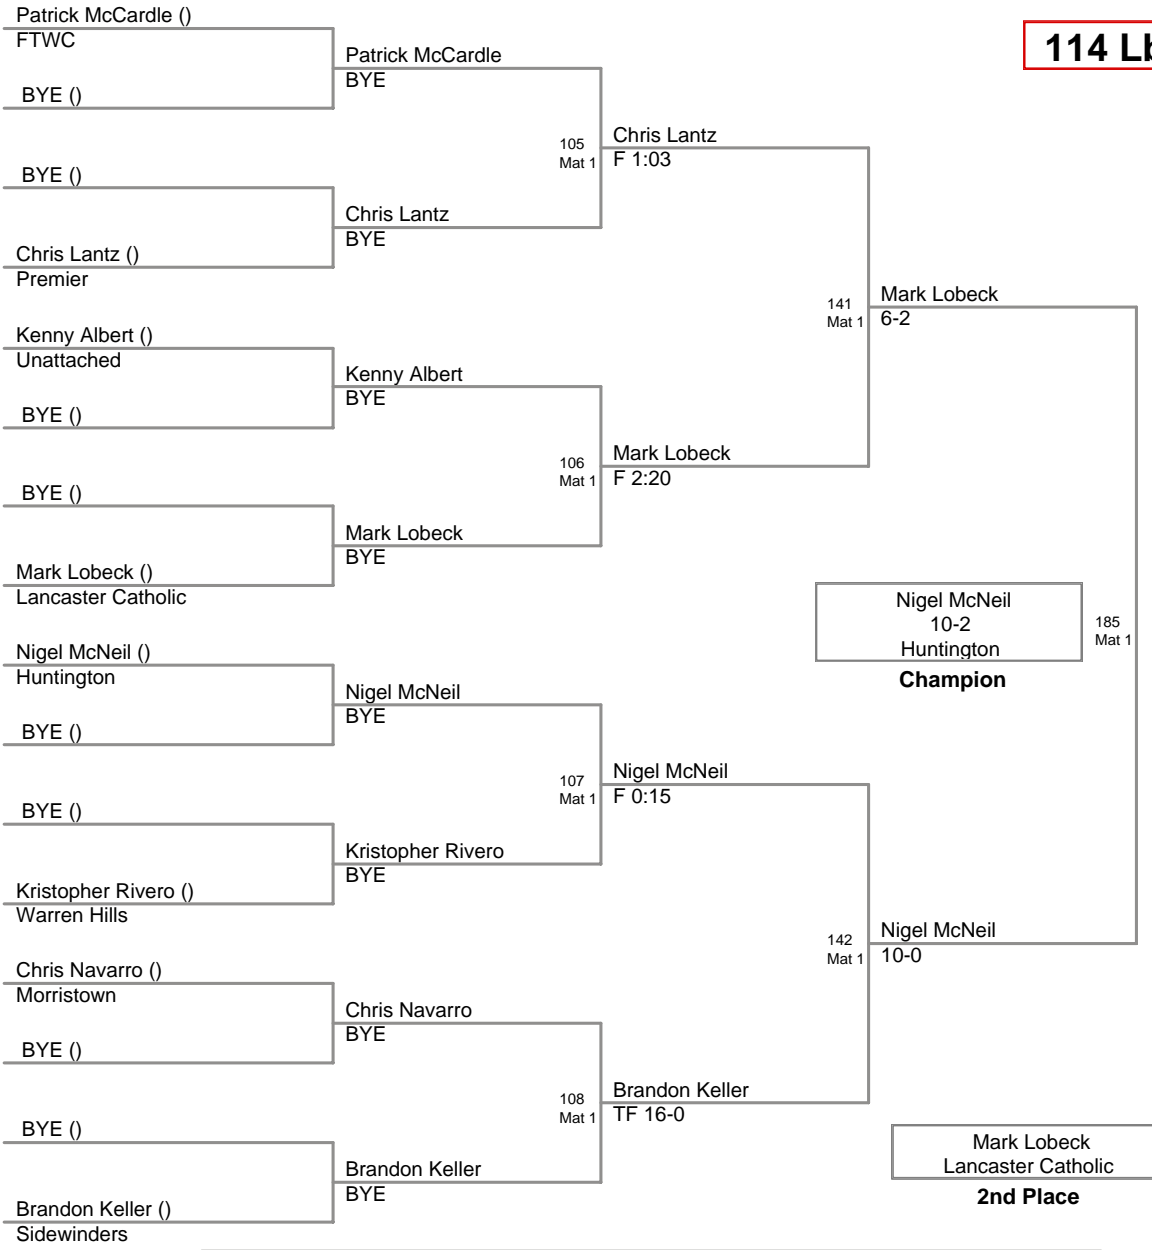 Patrick McCardle ()
FTWC
BYE ()
BYE ()
Chris Lantz ()
Premier
Kenny Albert ()
Unattached
BYE ()
BYE ()
Mark Lobeck ()
Lancaster Catholic
Nigel McNeil ()
Huntington
BYE ()
BYE ()
Kristopher Rivero ()
Warren Hills
Chris Navarro ()
Morristown
BYE ()
BYE ()
Brandon Keller ()
Sidewinders
Patrick McCardle
BYE
Chris Lantz
BYE
Kenny Albert
BYE
Mark Lobeck
BYE
Nigel McNeil
BYE
Kristopher Rivero
BYE
Chris Navarro
BYE
Brandon Keller
BYE
105
Mat 1
Chris Lantz
F 1:03
106
Mat 1
Mark Lobeck
F 2:20
107
Mat 1
Nigel McNeil
F 0:15
108
Mat 1
Brandon Keller
TF 16-0
141
Mat 1
Mark Lobeck
6-2
142
Mat 1
Nigel McNeil
10-0
114 Lb
Nigel McNeil
10-2
Huntington
Champion
185
Mat 1
Mark Lobeck
Lancaster Catholic
2nd Place